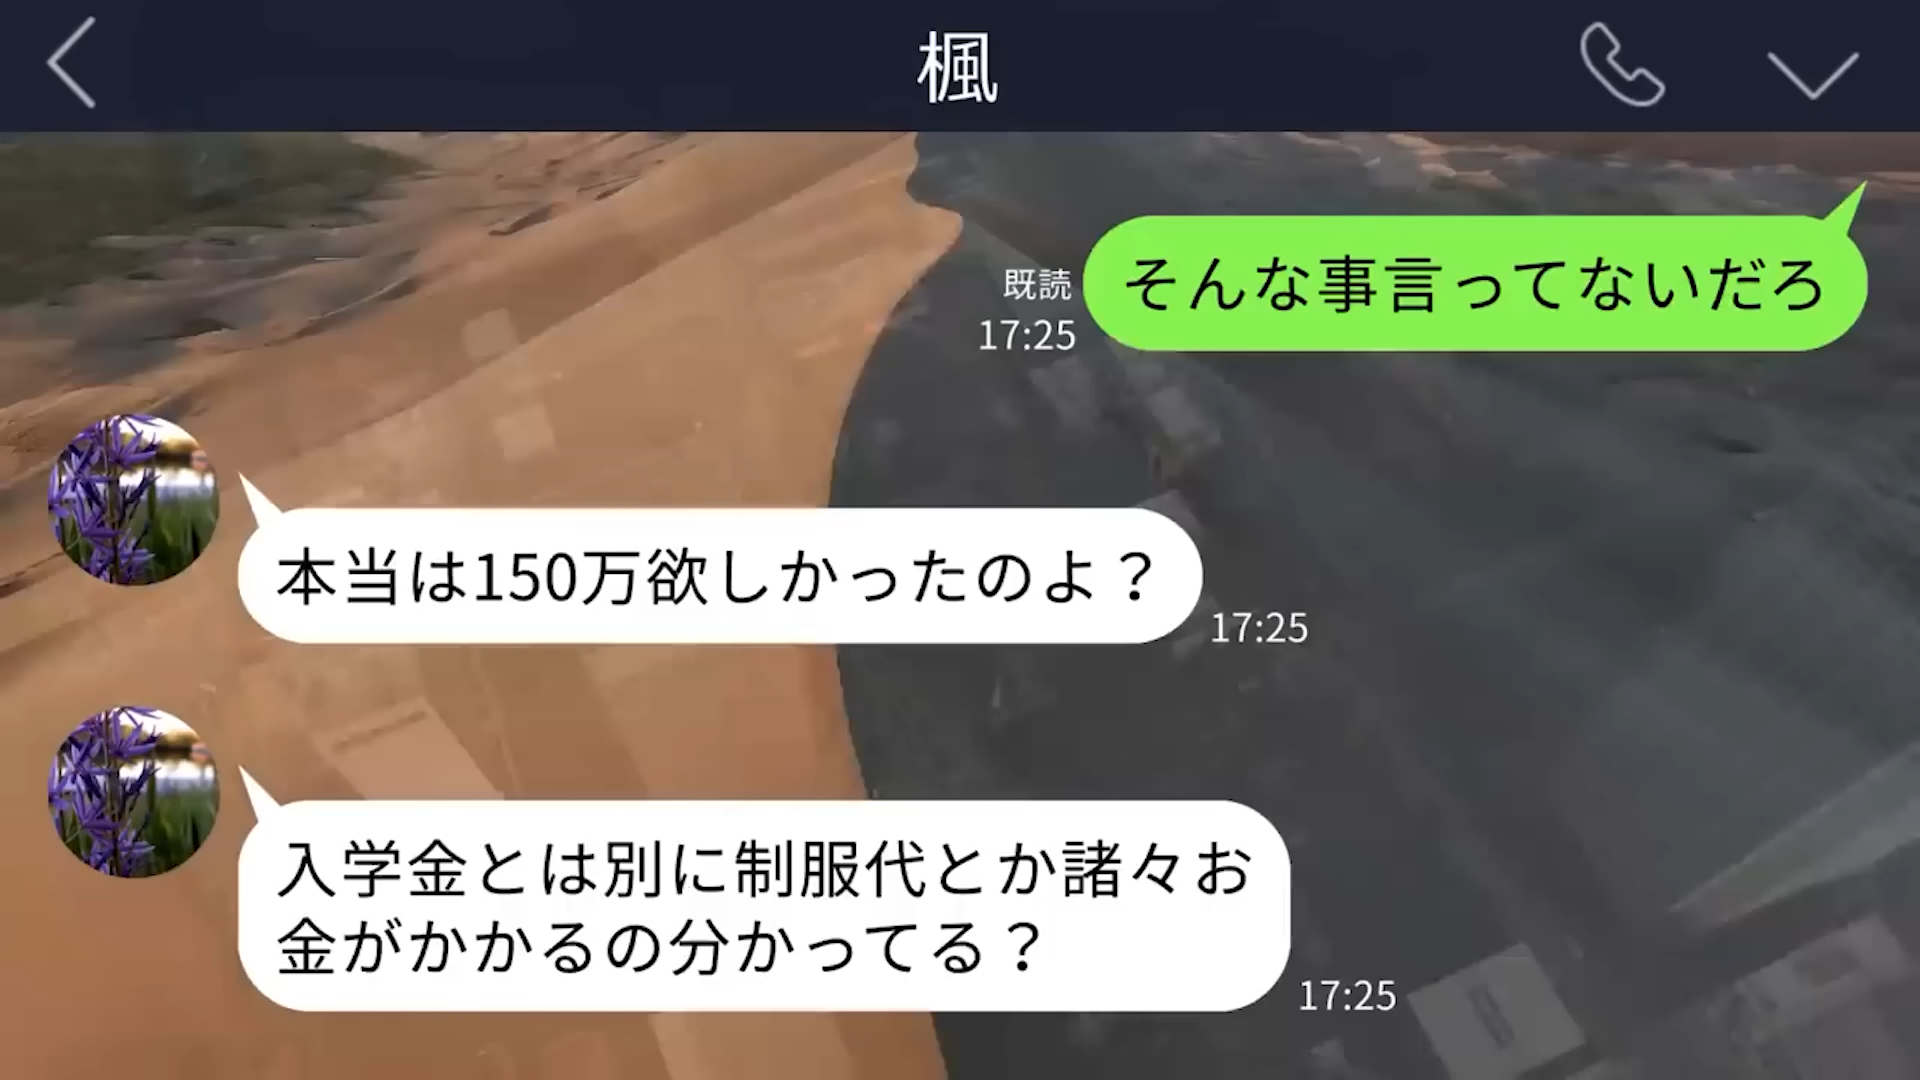 楓
そんな事言ってないだろ
既読
17:25
本当は150万欲しかったのよ？
17:25
入学金とは別に制服代とか諸々お
金がかかるの分かってる？
17:25